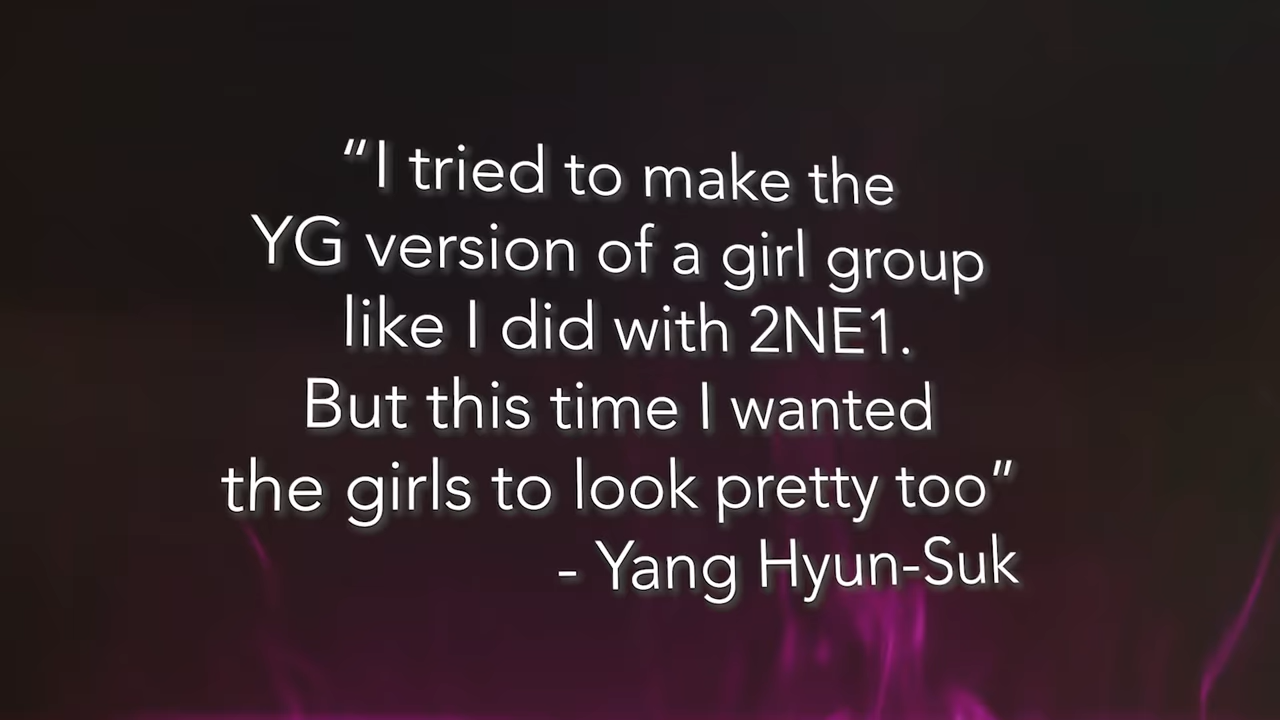 “I tried to make the
YG version of a girl group
like I did with 2NE1.
But this time I wanted
the girls to look pretty too”
- Yang Hyun-Suk